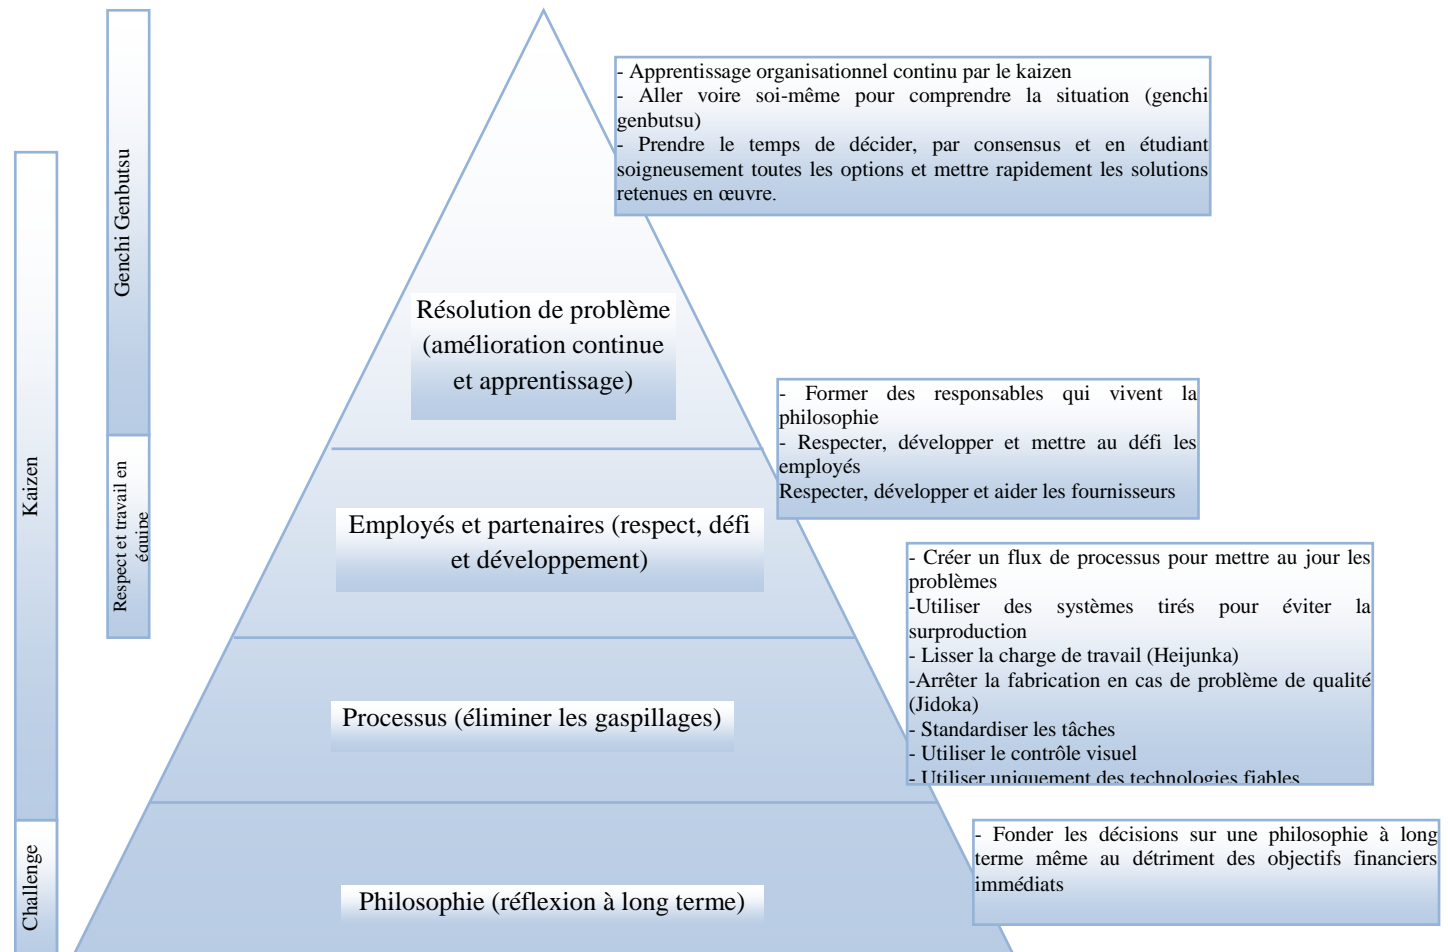 - Apprentissage organisationnel continu par le kaizen
- Aller voire soi-même pour comprendre la situation (genchi
genbutsu)
- Prendre le temps de décider, par consensus et en étudiant
soigneusement toutes les options et mettre rapidement les solutions
retenues en œuvre.
Genchi Genbutsu
Kaizen
Résolution de problème
(amélioration continue
et apprentissage)
- Former des responsables qui vivent la
philosophie
- Respecter, développer et mettre au défi les
employés
Respecter, développer et aider les fournisseurs
Respect et travail en
équipe
Employés et partenaires (respect, défi
et développement)
- Créer un flux de processus pour mettre au jour les
problèmes
-Utiliser des systèmes tirés pour éviter la
surproduction
- Lisser la charge de travail (Heijunka)
-Arrêter la fabrication en cas de problème de qualité
(Jidoka)
- Standardiser les tâches
- Utiliser le contrôle visuel
- Utiliser uniquement des technologies fiables
Processus (éliminer les gaspillages)
- Fonder les décisions sur une philosophie à long
terme même au détriment des objectifs financiers
immédiats
Challenge
Philosophie (réflexion à long terme)